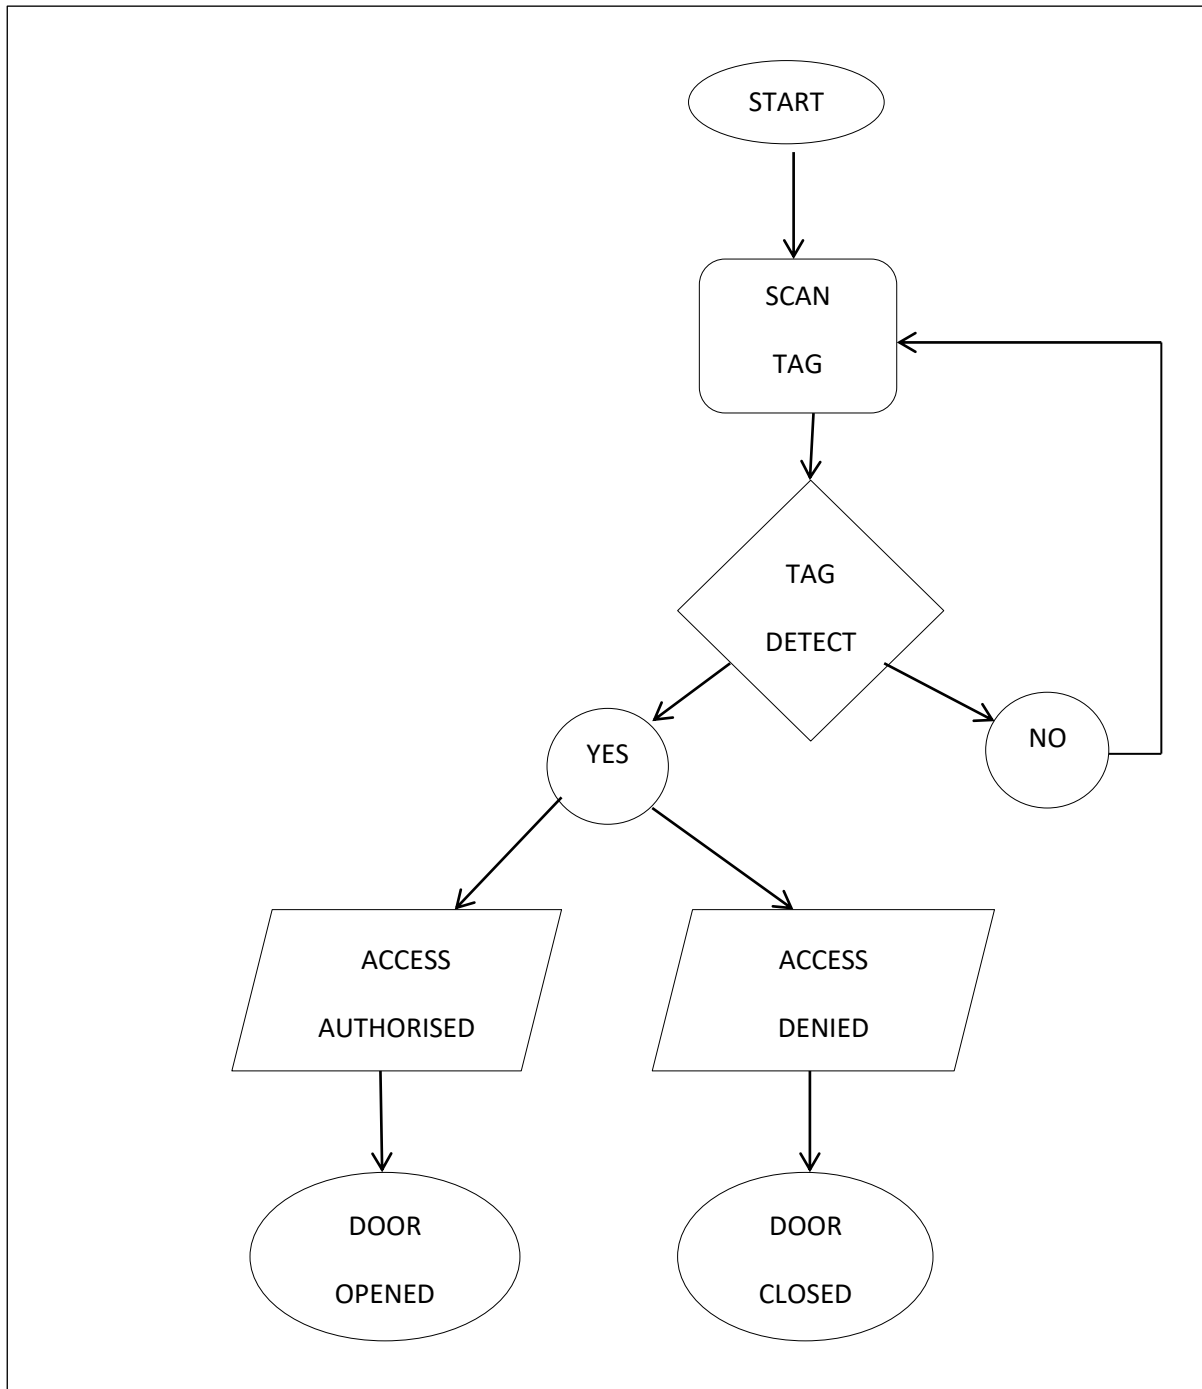 START
SCAN
TAG
TAG
DETECT
YES
NO
ACCESS
AUTHORISED
ACCESS
DENIED
DOOR
OPENED
DOOR
CLOSED